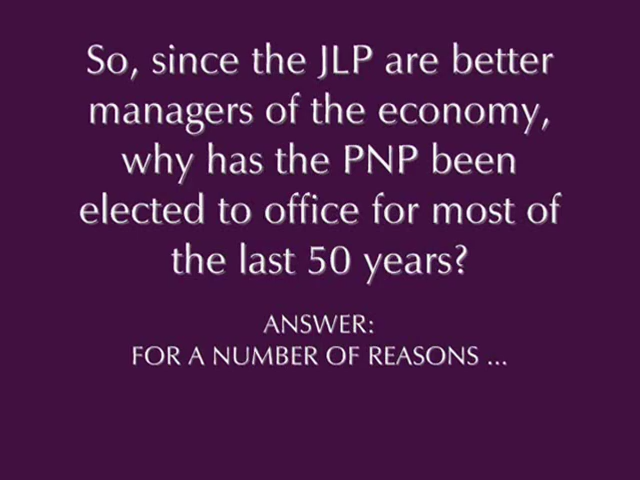 So, since the JLP are better
managers of the economy,
why has the PNP been
elected to office for most of
the last 50 years?
ANSWER:
FOR A NUMBER OF REASONS ...